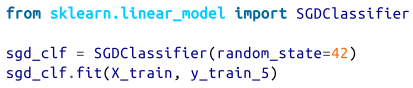 from sklearn.linear_model import SGDClassifier
sgd_clf = SGDClassifier(random_state=42)
sgd_clf.fit(X_train, y_train_5)